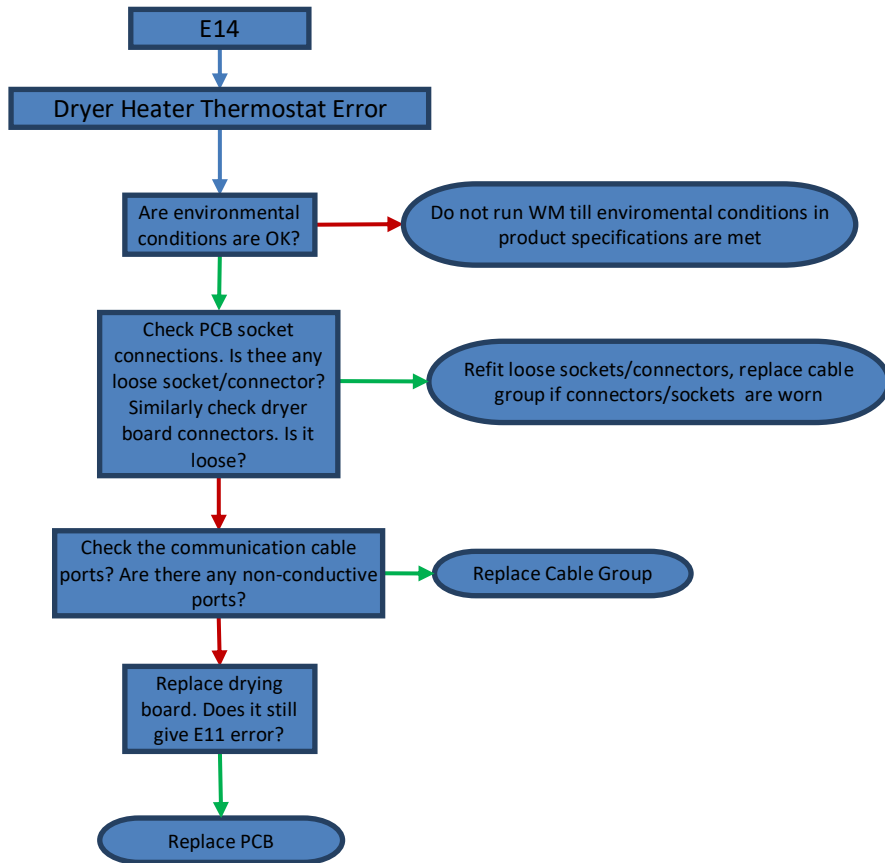 E14
Dryer Heater Thermostat Error
Are environmental
conditions are OK?
Do not run WM till enviromental conditions in
product specifications are met
Check PCB socket
connections. Is thee any
loose socket/connector?
Similarly check dryer
board connectors. Is it
loose?
Refit loose sockets/connectors, replace cable
group if connectors/sockets are worn
Check the communication cable
ports? Are there any non-conductive
ports?
Replace Cable Group
Replace drying
board. Does it still
give E11 error?
Replace PCB